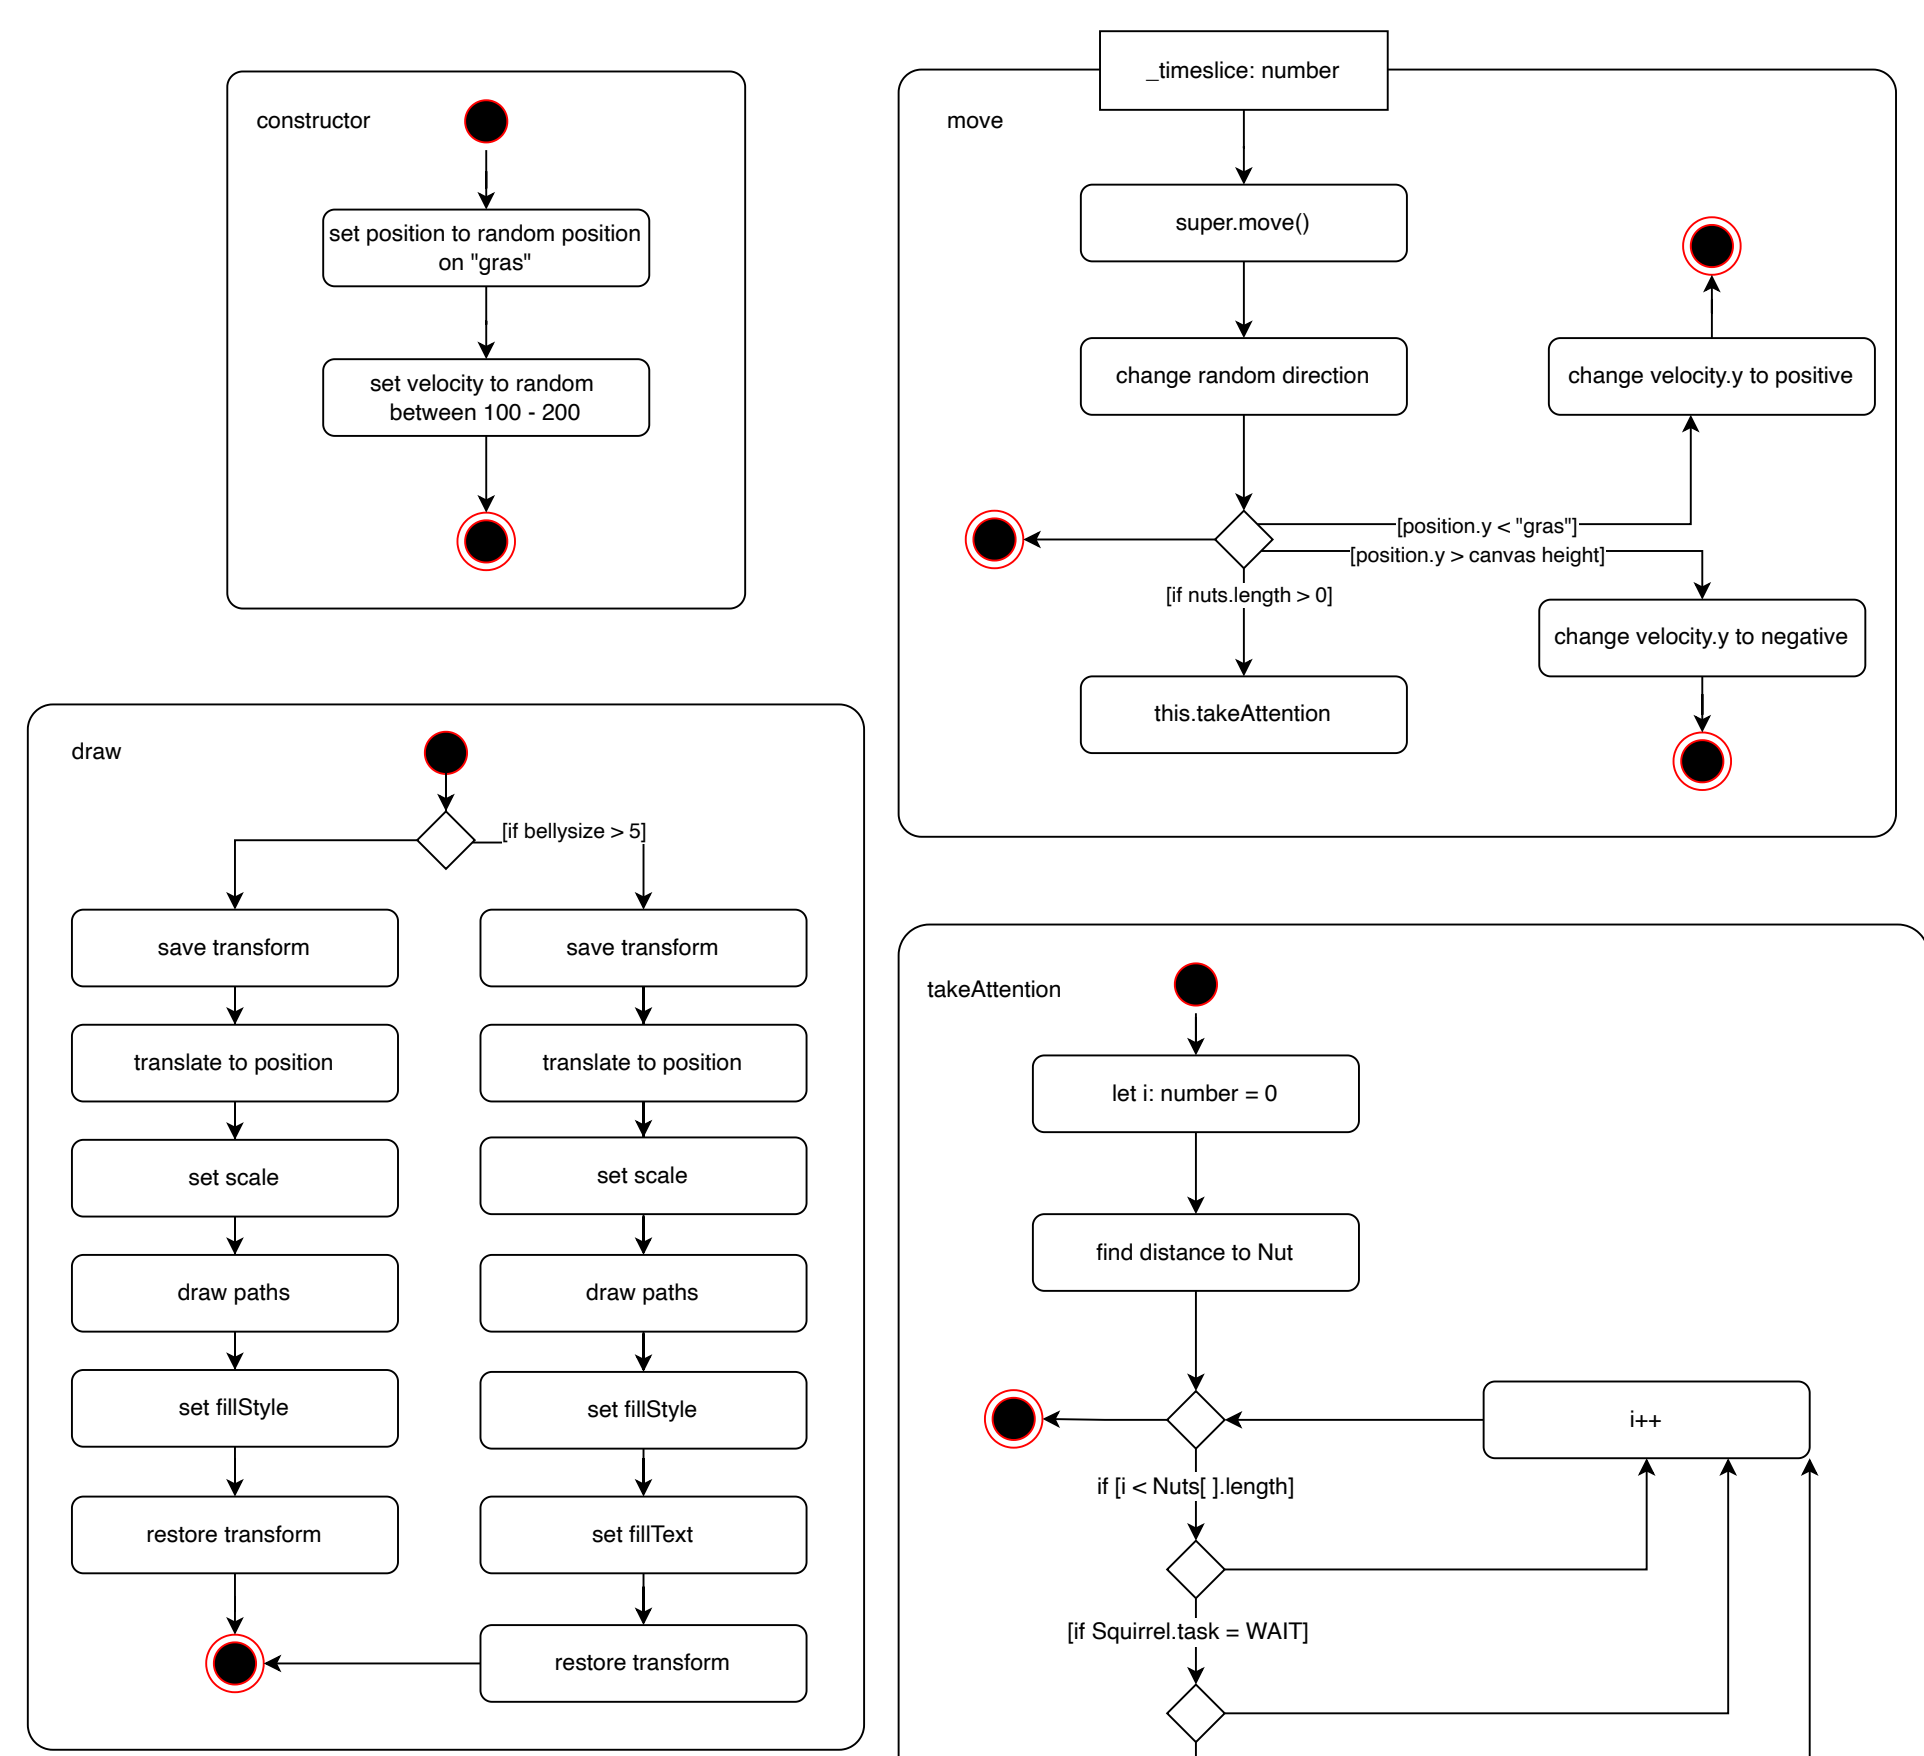 constructor
set position to random position
on "gras"
set velocity to random
between 100 - 200
_timeslice: number
move
super.move()
change random direction
change velocity.y to positive
[position.y < "gras"]
[position.y > canvas height]
[if nuts.length > 0]
change velocity.y to negative
this.takeAttention
draw
[if bellysize > 5]
save transform
translate to position
set scale
draw paths
set fillStyle
restore transform
save transform
translate to position
set scale
draw paths
set fillStyle
set fillText
restore transform
takeAttention
let i: number = 0
find distance to Nut
i++
if [i < Nuts[ ].length]
[if Squirrel.task = WAIT]